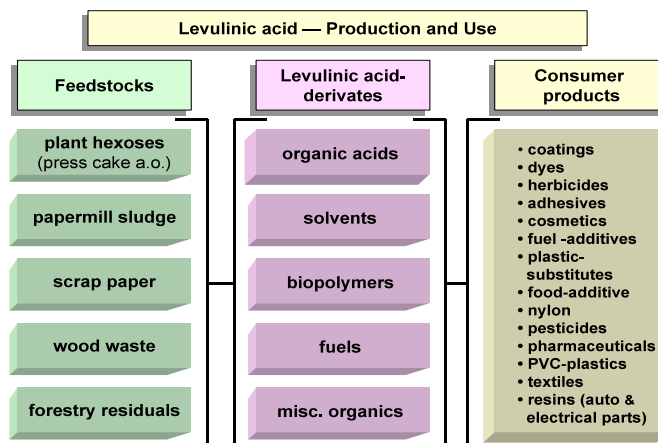 Levulinic acid — Production and Use
Feedstocks
plant hexoses
(press cake a.o.)
papermill sludge
scrap paper
wood waste
forestry residuals
Levulinic acid-
derivates
organic acids
solvents
biopolymers
fuels
misc. organics
Consumer
products
• coatings
• dyes
• herbicides
• adhesives
• cosmetics
• fuel -additives
• plastic-
substitutes
• food-additive
• nylon
• pesticides
• pharmaceuticals
• PVC-plastics
• textiles
• resins (auto &
electrical parts)